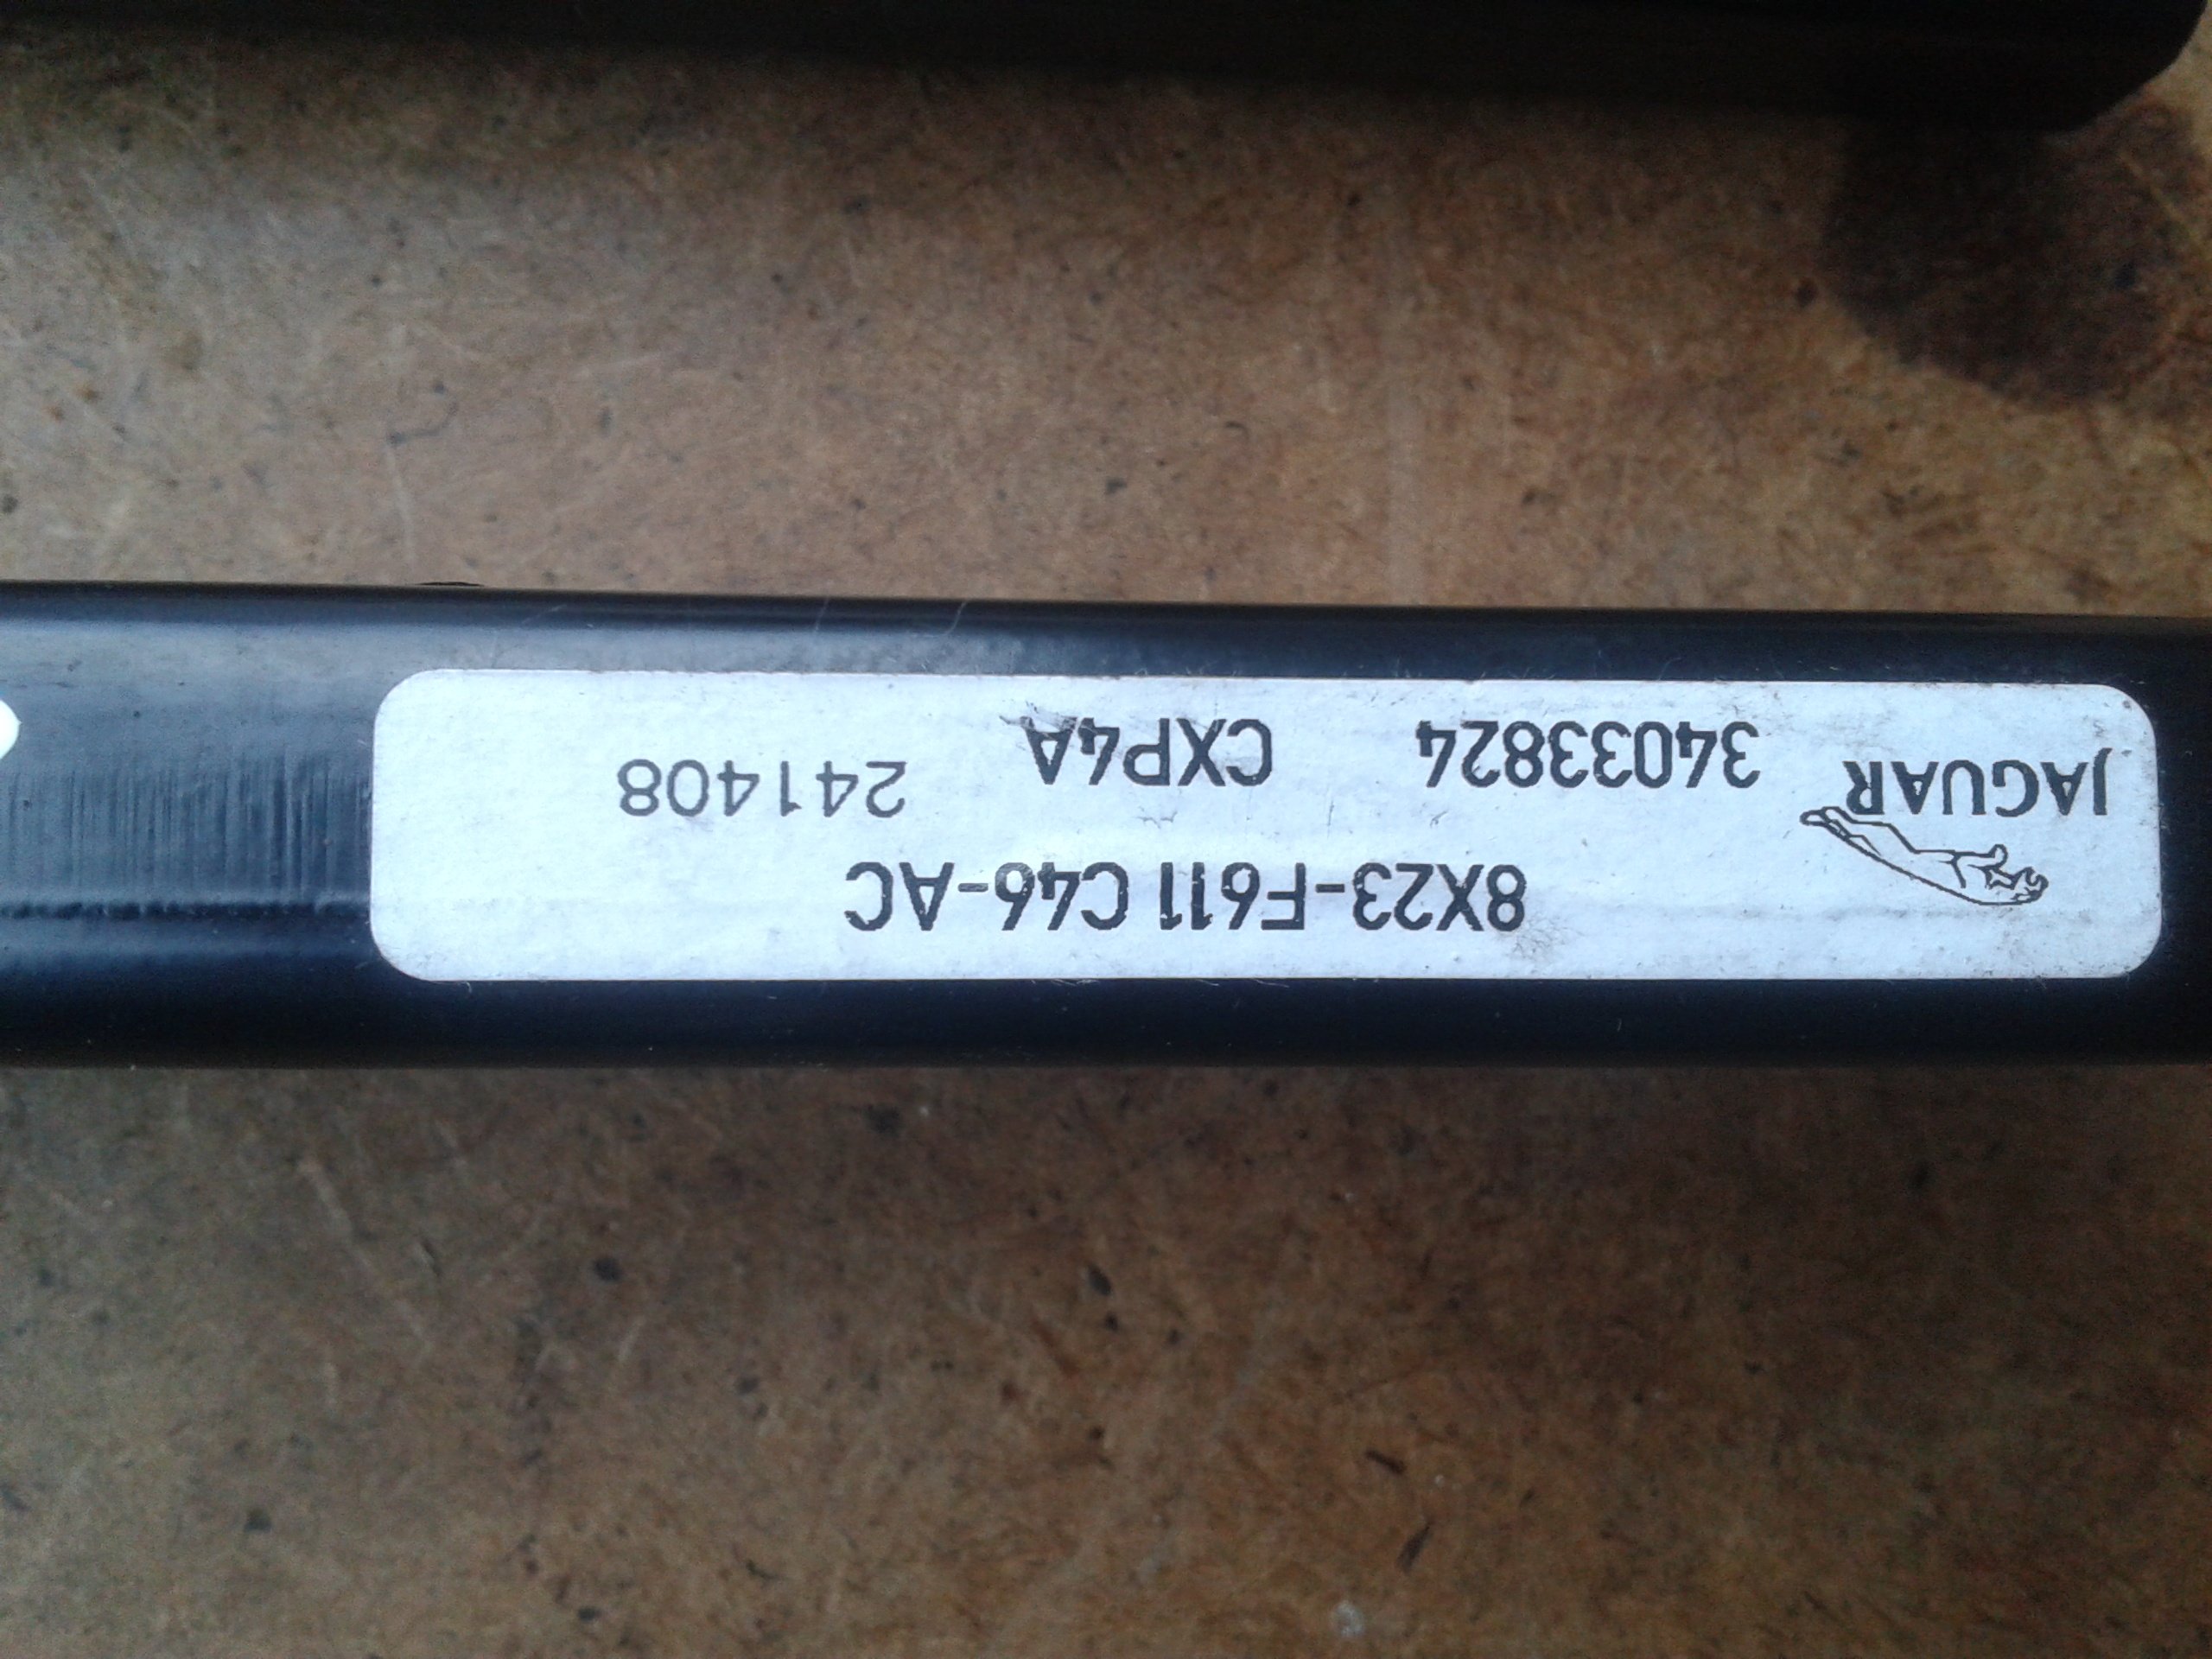 8X23-F611 C46-AC
JAGUAR 34033824 CXP4A 241408